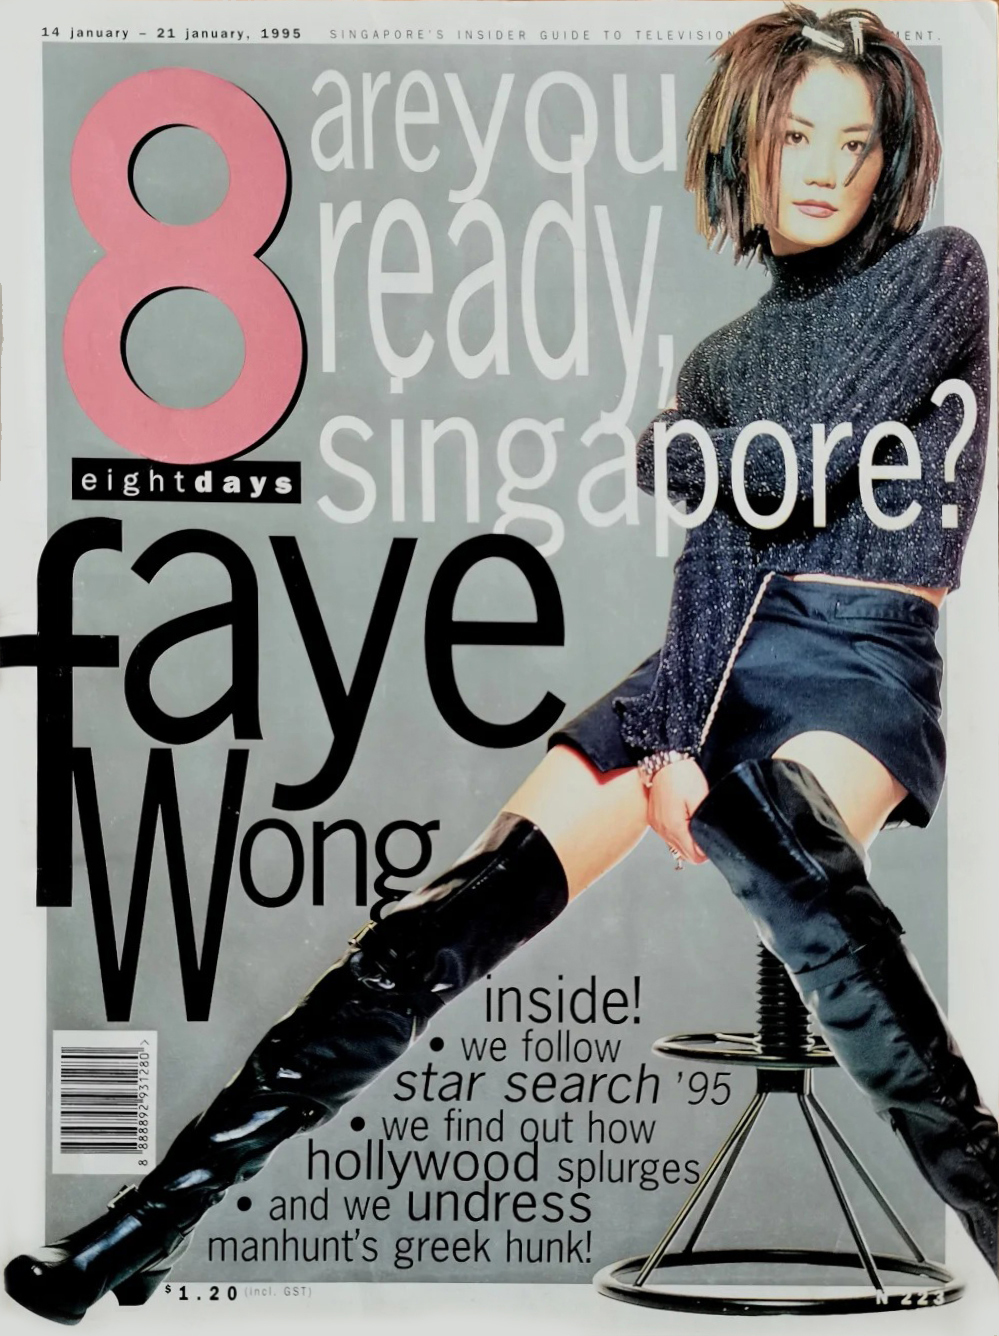 14 january – 21 january, 1995 SINGAPORE'S INSIDER GUIDE TO TELEVISION MENT.
8
eightdays
are you
ready,
singapore?
faye
Wong
inside!
• we follow
star search '95
• we find out how
hollywood splurges
• and we undress
manhunt's greek hunk!
8 888892 931280 >
$1.20 (incl. GST)
N 223